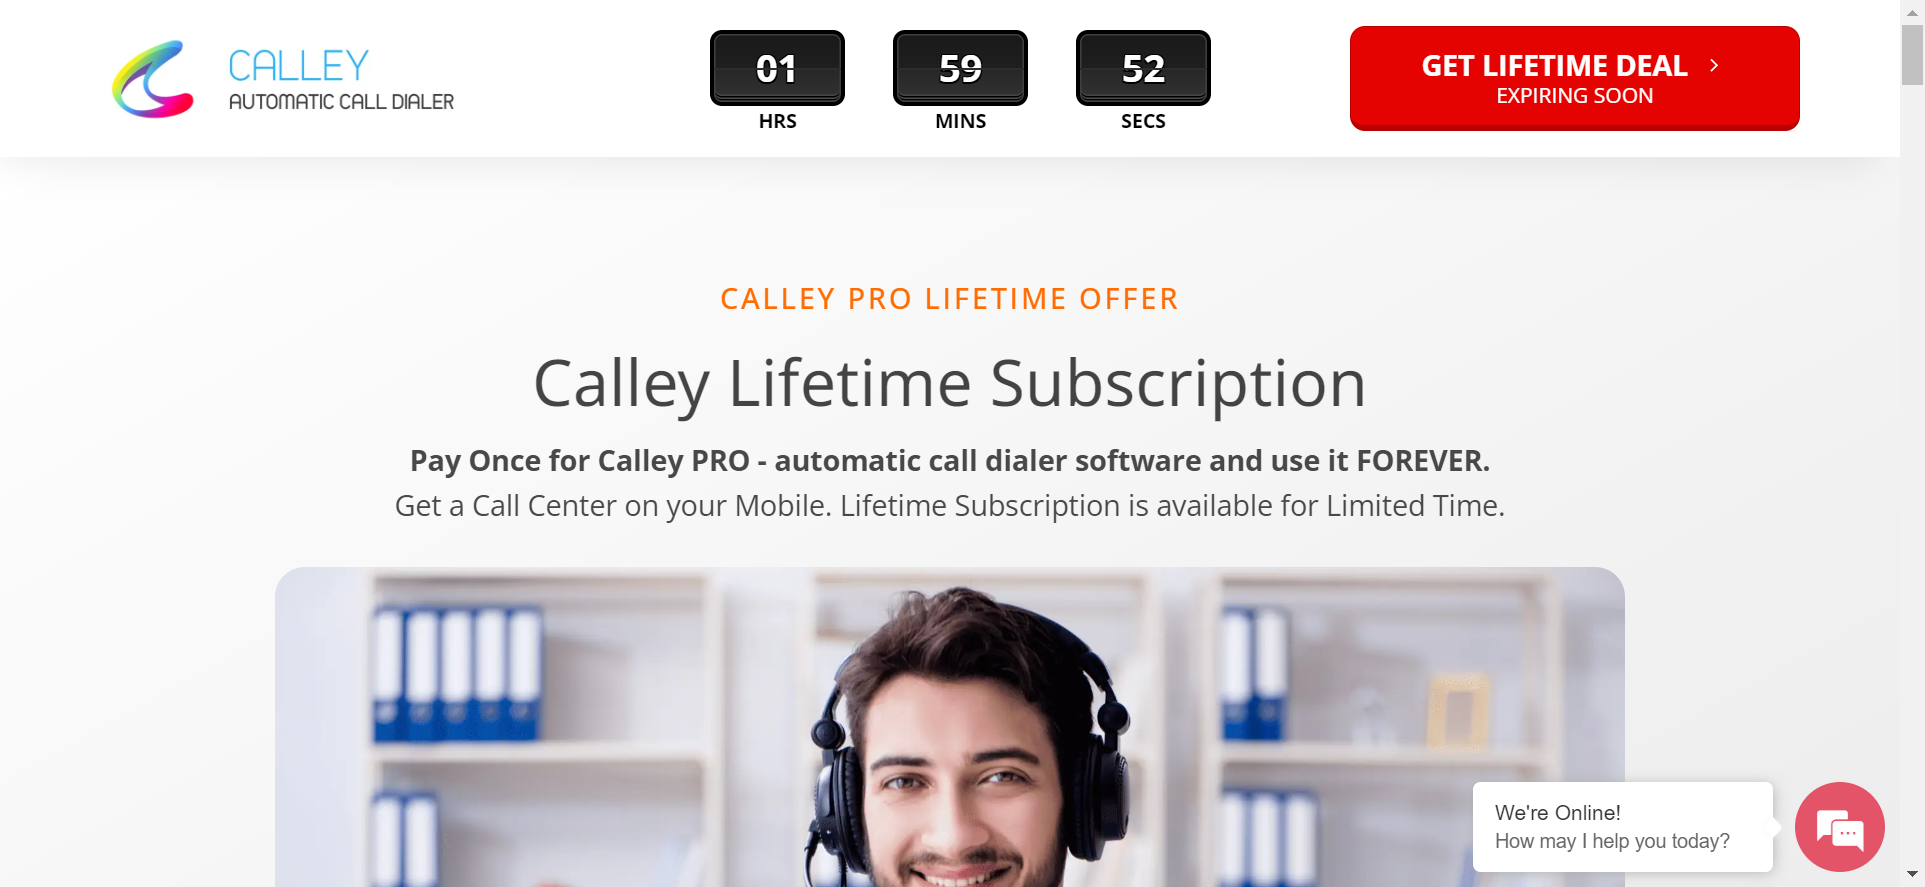 CALLEY
AUTOMATIC CALL DIALER
01
HRS
59
MINS
52
SECS
GET LIFETIME DEAL
EXPIRING SOON
CALLEY PRO LIFETIME OFFER
Calley Lifetime Subscription
Pay Once for Calley PRO - automatic call dialer software and use it FOREVER.
Get a Call Center on your Mobile. Lifetime Subscription is available for Limited Time.
We're Online!
How may I help you today?